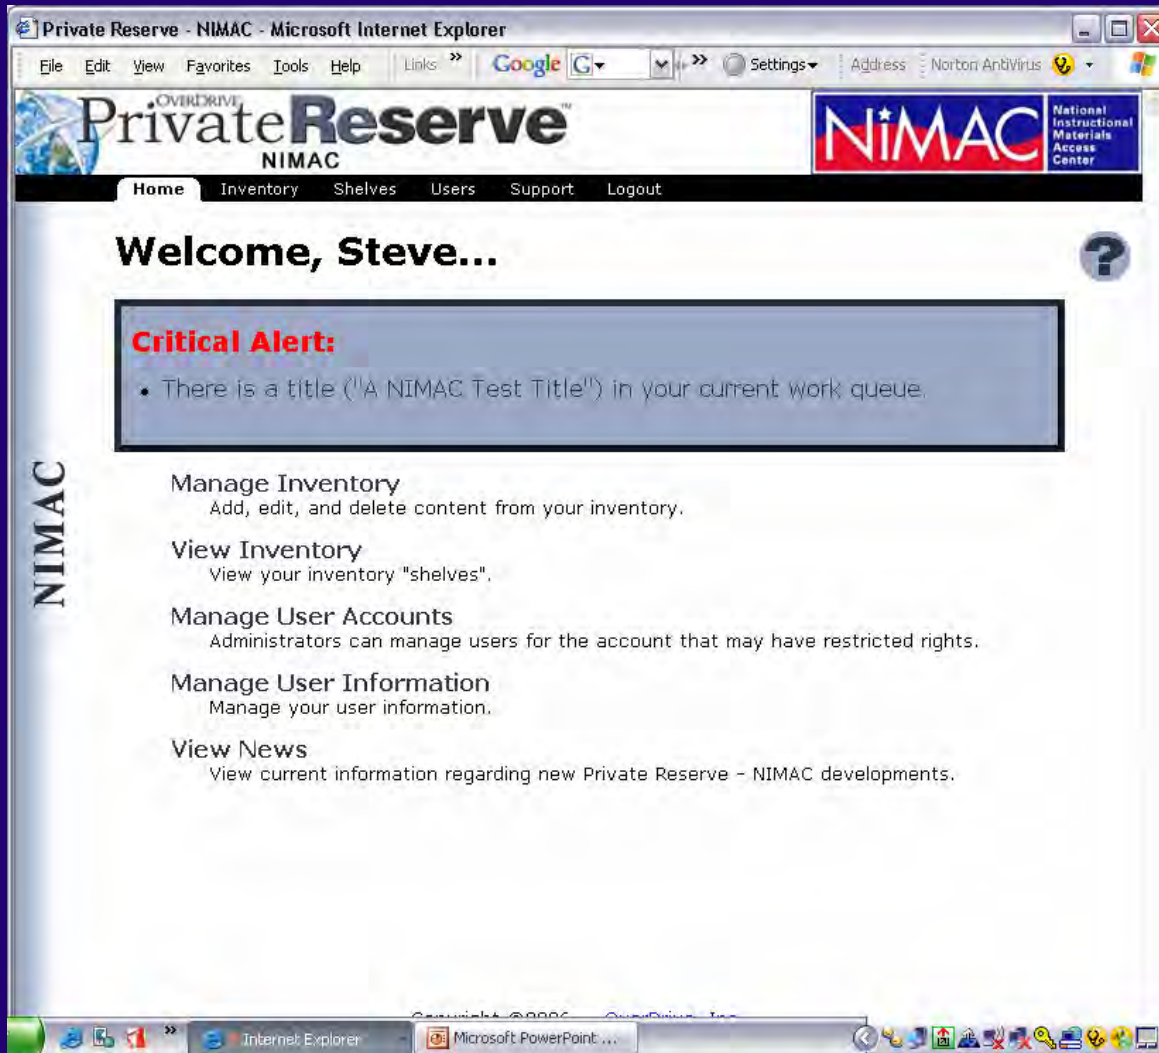 Private Reserve - NIMAC - Microsoft Internet Explorer
File Edit View Favorites Tools Help Links » Google G » Settings Address Norton AntiVirus
OVERDRIVE
PrivateReserve™
NIMAC
NiMAC National Instructional Materials Access Center
Home Inventory Shelves Users Support Logout
Welcome, Steve...
?
Critical Alert:
• There is a title ("A NIMAC Test Title") in your current work queue.
NIMAC
Manage Inventory
Add, edit, and delete content from your inventory.
View Inventory
View your inventory "shelves".
Manage User Accounts
Administrators can manage users for the account that may have restricted rights.
Manage User Information
Manage your user information.
View News
View current information regarding new Private Reserve - NIMAC developments.
Copyright © OverDrive, Inc.
» Internet Explorer Microsoft PowerPoint ...